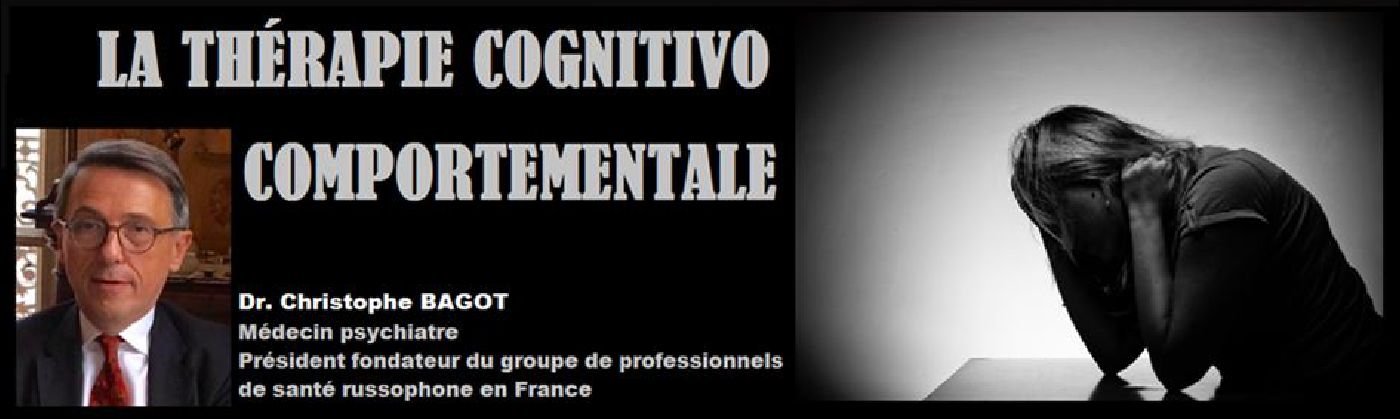 LA THÉRAPIE COGNITIVO
COMPORTEMENTALE
Dr. Christophe BAGOT
Médecin psychiatre
Président fondateur du groupe de professionnels
de santé russophone en France